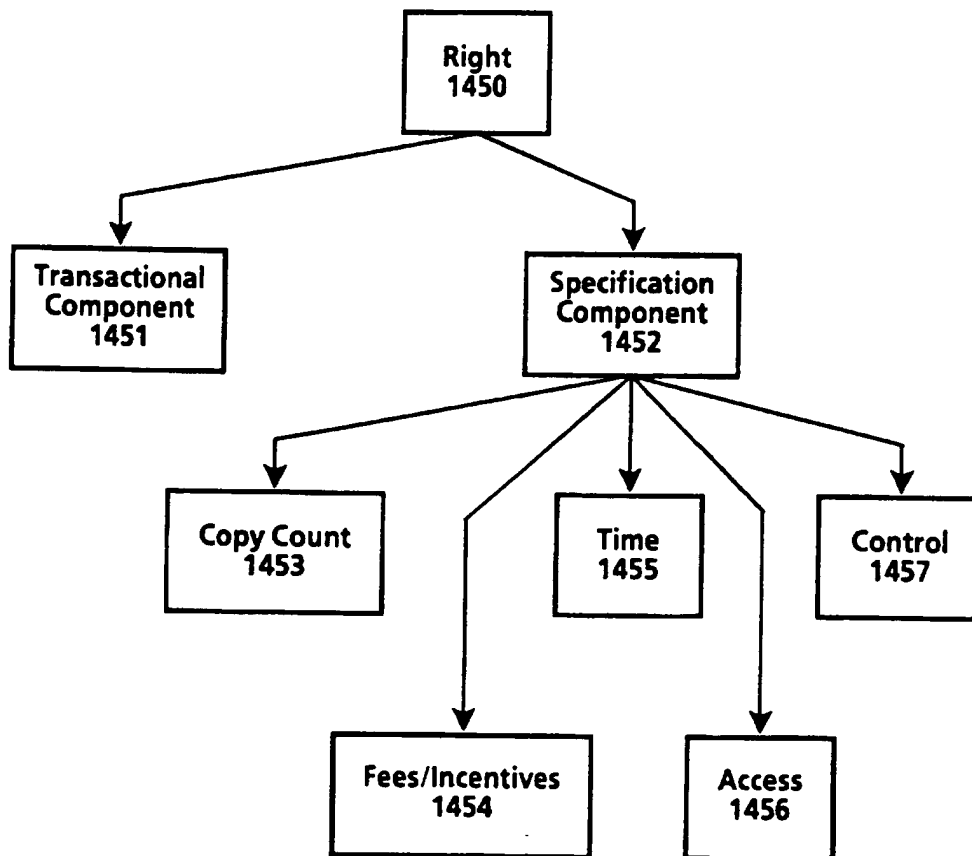 Right
1450
Transactional
Component
1451
Specification
Component
1452
Copy Count
1453
Time
1455
Control
1457
Fees/Incentives
1454
Access
1456